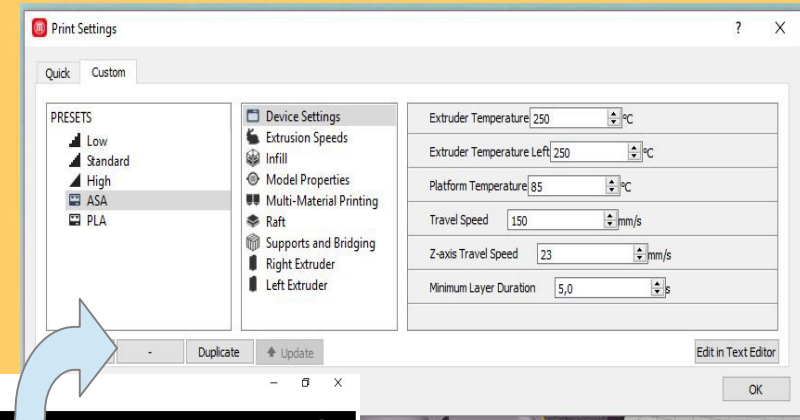 Print Settings
?
X
Quick
Custom
PRESETS
Low
Standard
High
ASA
PLA
Device Settings
Extrusion Speeds
Infill
Model Properties
Multi-Material Printing
Raft
Supports and Bridging
Right Extruder
Left Extruder
Extruder Temperature 250 ºC
Extruder Temperature Left 250 ºC
Platform Temperature 85 ºC
Travel Speed 150 mm/s
Z-axis Travel Speed 23 mm/s
Minimum Layer Duration 5,0 s
-
Duplicate
Update
Edit in Text Editor
OK